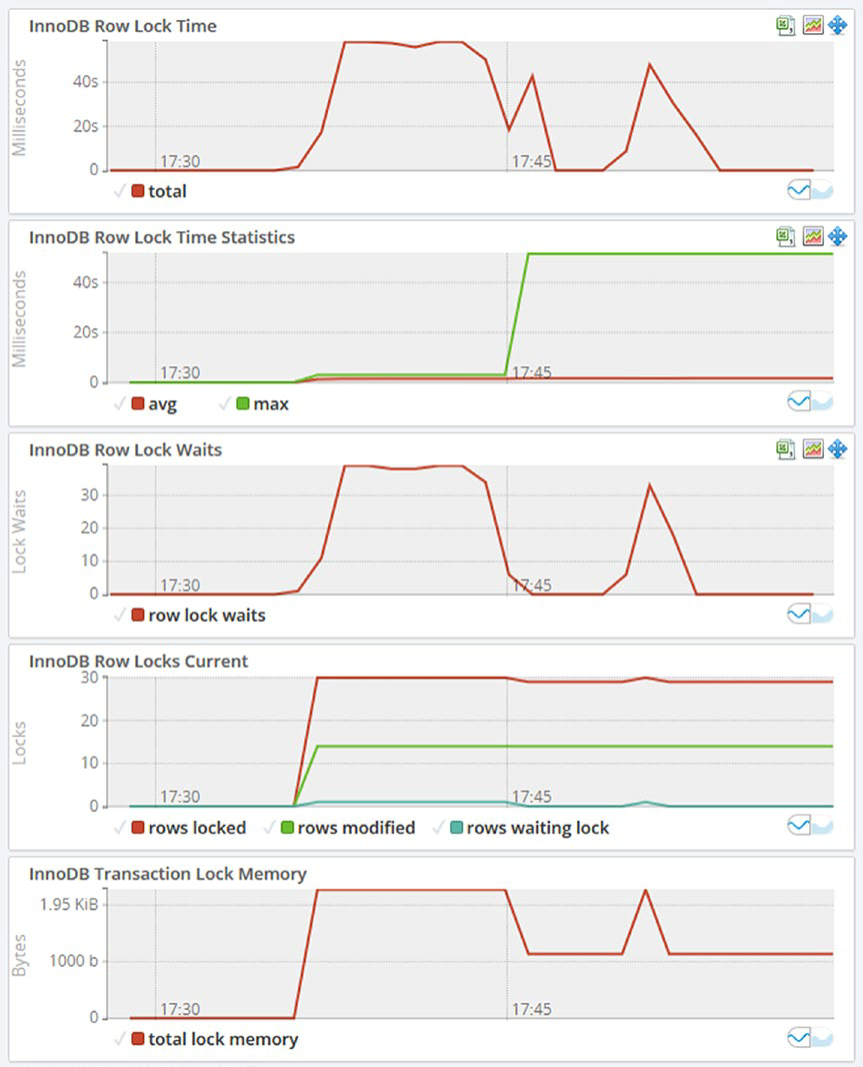 InnoDB Row Lock Time
Milliseconds
40s
20s
0
17:30
17:45
total
InnoDB Row Lock Time Statistics
Milliseconds
40s
20s
0
17:30
17:45
avg max
InnoDB Row Lock Waits
Lock Waits
30
20
10
0
17:30
17:45
row lock waits
InnoDB Row Locks Current
Locks
30
20
10
0
17:30
17:45
rows locked rows modified rows waiting lock
InnoDB Transaction Lock Memory
Bytes
1.95 KiB
1000 b
0
17:30
17:45
total lock memory